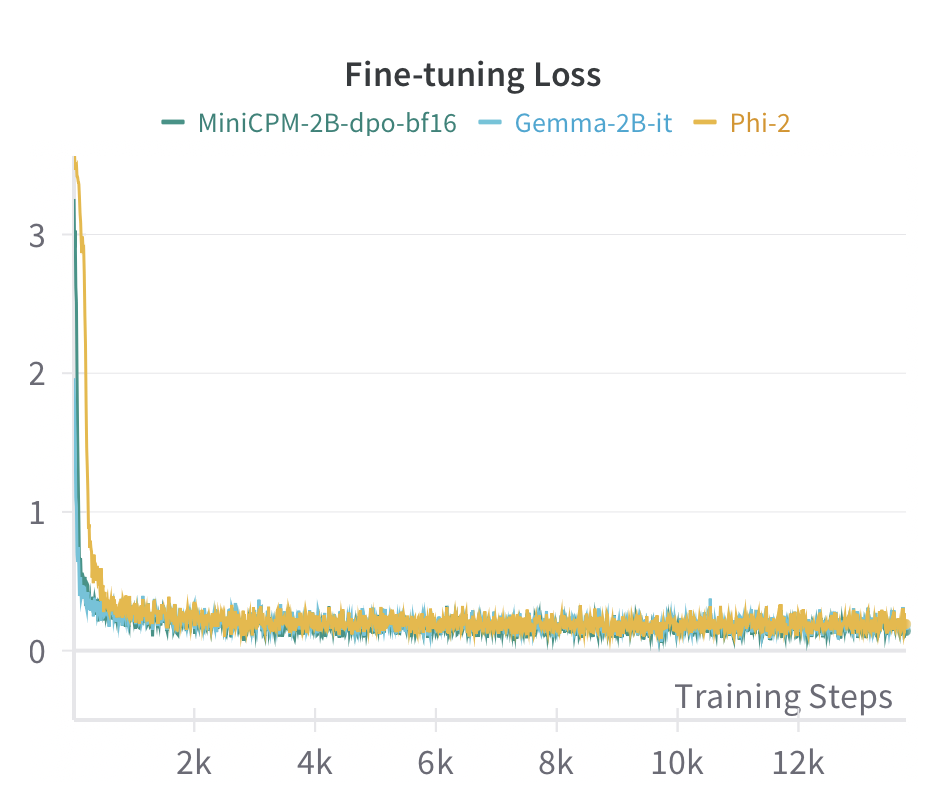 Fine-tuning Loss
MiniCPM-2B-dpo-bf16 Gemma-2B-it Phi-2
3
2
1
0
Training Steps
2k 4k 6k 8k 10k 12k